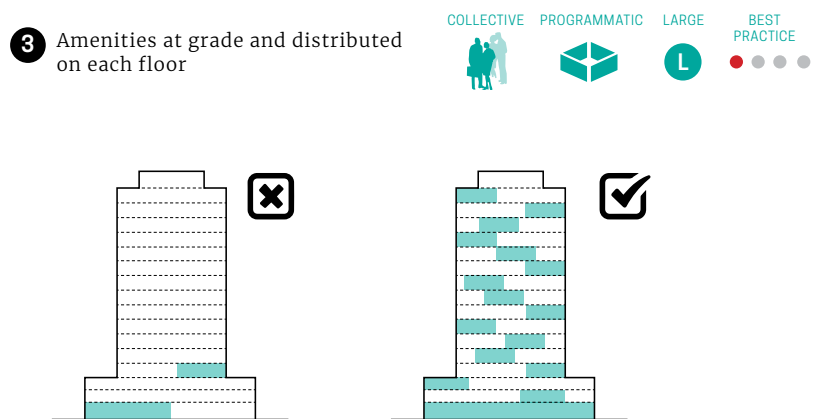 3 Amenities at grade and distributed
on each floor
COLLECTIVE PROGRAMMATIC LARGE BEST
PRACTICE
L